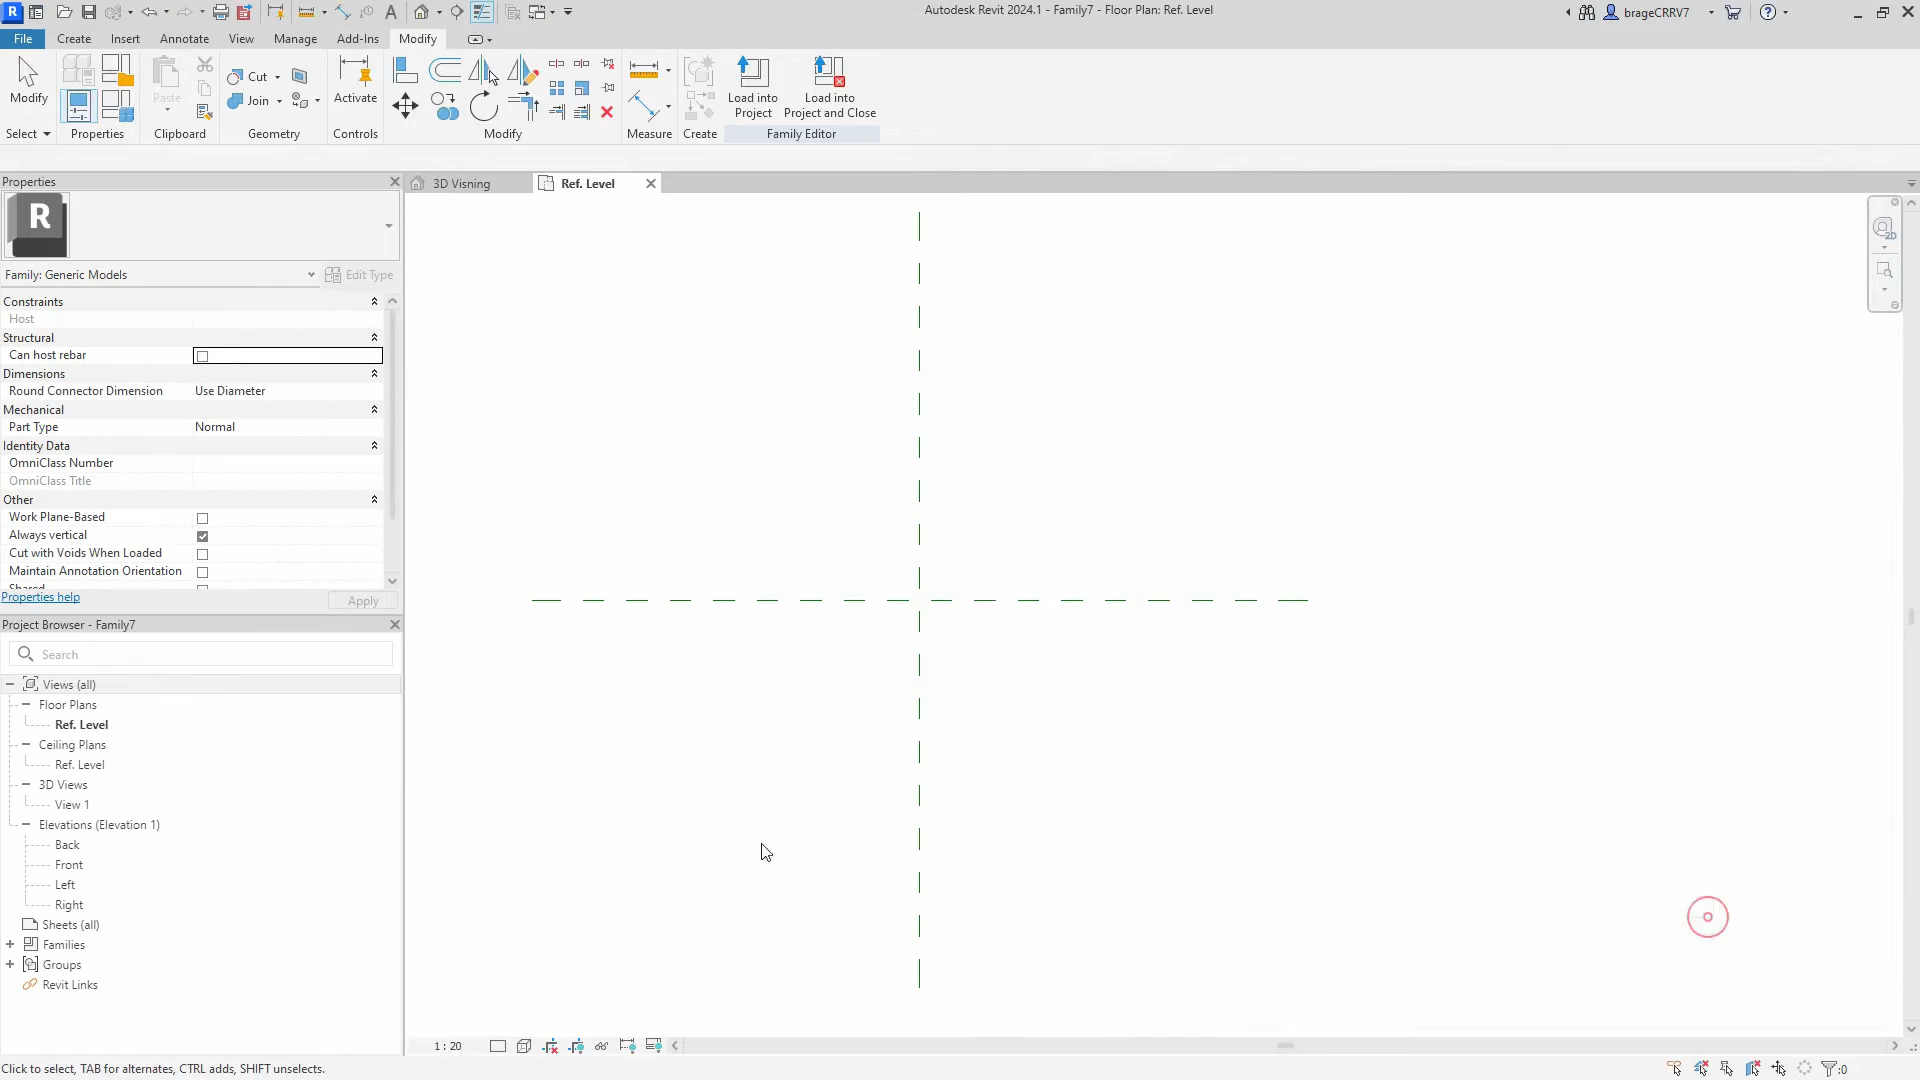 Autodesk Revit 2024.1 - Family7 - Floor Plan: Ref. Level
brageCRRV7
File
Create
Insert
Annotate
View
Manage
Add-Ins
Modify
Modify
Paste
Cut
Join
Activate
Load into
Project
Load into
Project and Close
Select
Properties
Clipboard
Geometry
Controls
Modify
Measure
Create
Family Editor
Properties
3D Visning
Ref. Level
R
Family: Generic Models
Edit Type
Constraints
Host
Structural
Can host rebar
Dimensions
Round Connector Dimension Use Diameter
Mechanical
Part Type Normal
Identity Data
OmniClass Number
OmniClass Title
Other
Work Plane-Based
Always vertical
Cut with Voids When Loaded
Maintain Annotation Orientation
Shared
Properties help
Apply
Project Browser - Family7
Search
Views (all)
Floor Plans
Ref. Level
Ceiling Plans
Ref. Level
3D Views
View 1
Elevations (Elevation 1)
Back
Front
Left
Right
Sheets (all)
Families
Groups
Revit Links
2D
1 : 20
Click to select, TAB for alternates, CTRL adds, SHIFT unselects.
:0